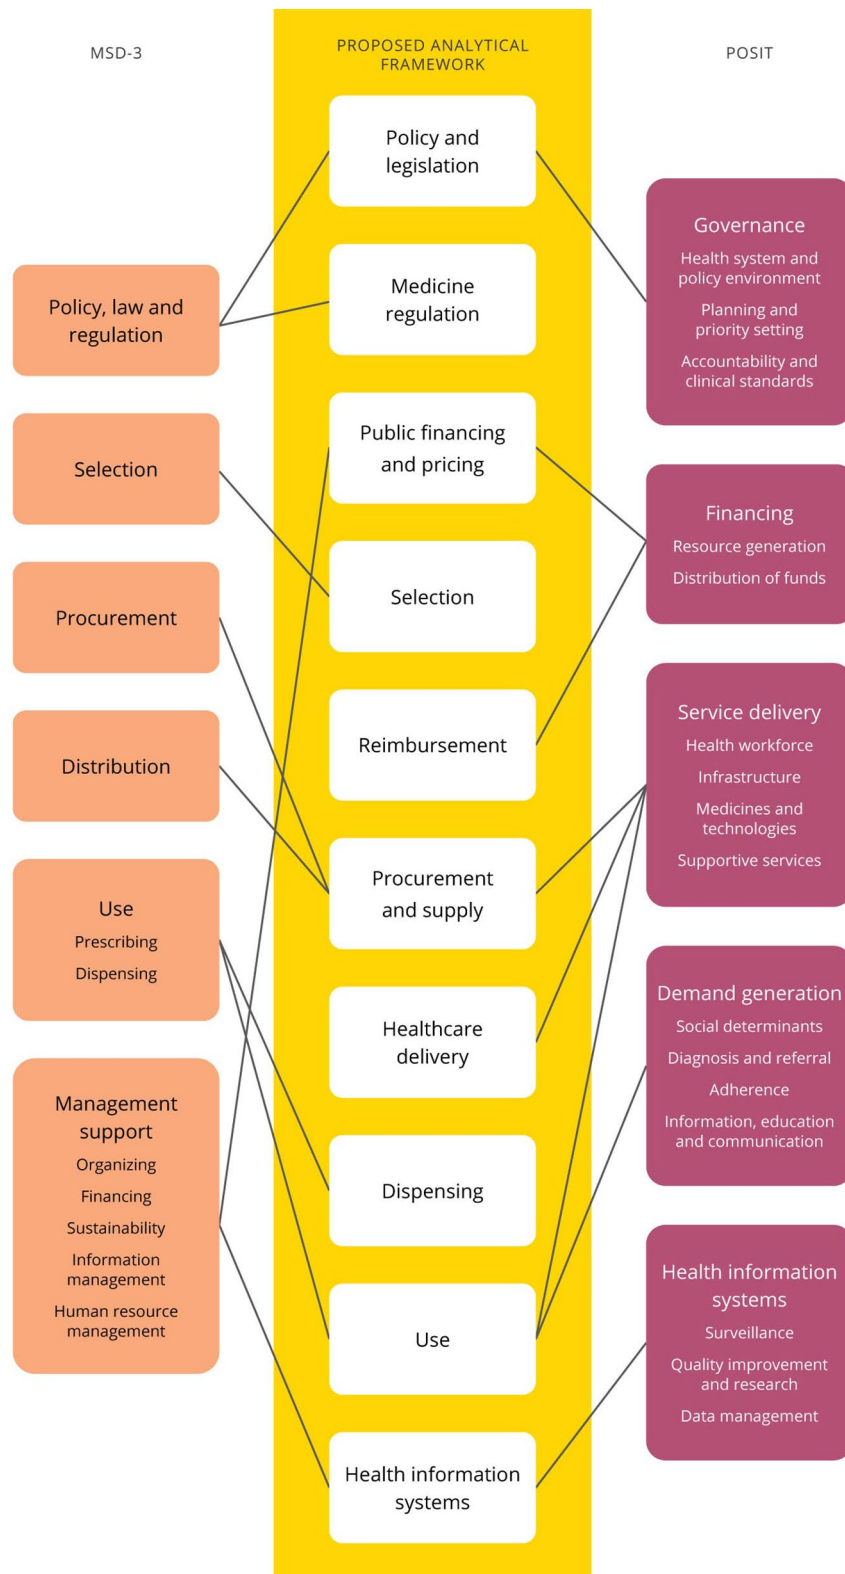 MSD-3
PROPOSED ANALYTICAL
FRAMEWORK
POSIT
Policy, law and
regulation
Selection
Procurement
Distribution
Use
Prescribing
Dispensing
Management
support
Organizing
Financing
Sustainability
Information
management
Human resource
management
Policy and
legislation
Medicine
regulation
Public financing
and pricing
Selection
Reimbursement
Procurement
and supply
Healthcare
delivery
Dispensing
Use
Health information
systems
Governance
Health system and
policy environment
Planning and
priority setting
Accountability and
clinical standards
Financing
Resource generation
Distribution of funds
Service delivery
Health workforce
Infrastructure
Medicines and
technologies
Supportive services
Demand generation
Social determinants
Diagnosis and referral
Adherence
Information, education
and communication
Health information
systems
Surveillance
Quality improvement
and research
Data management